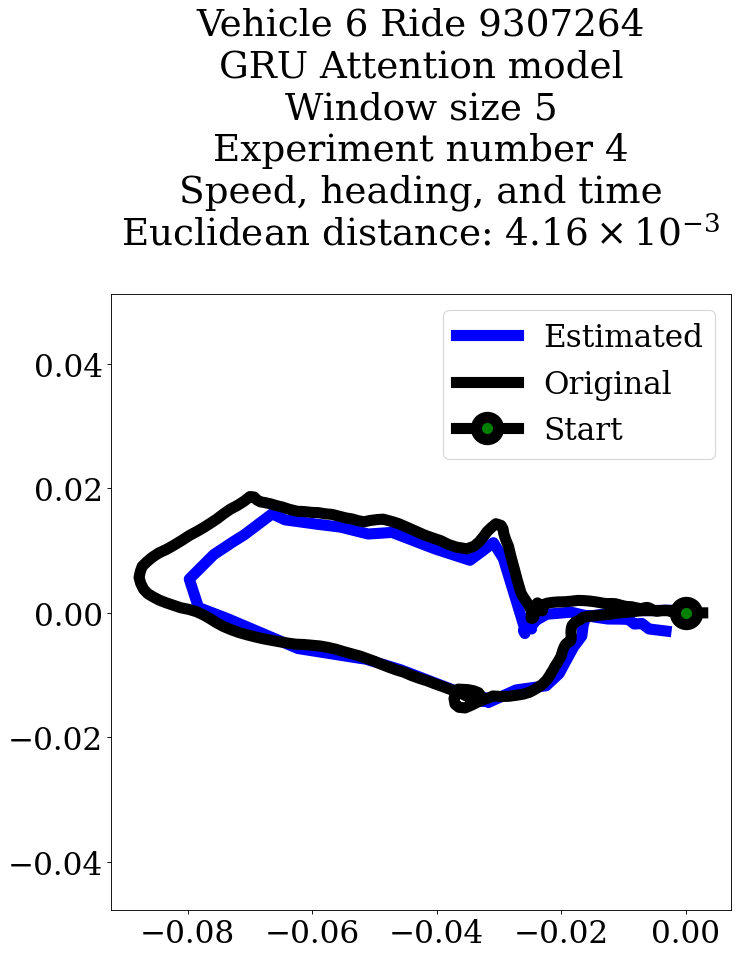 Vehicle 6 Ride 9307264
GRU Attention model
Window size 5
Experiment number 4
Speed, heading, and time
Euclidean distance: 4.16 × 10⁻³
Estimated
Original
Start
0.04
0.02
0.00
−0.02
−0.04
−0.08 −0.06 −0.04 −0.02 0.00